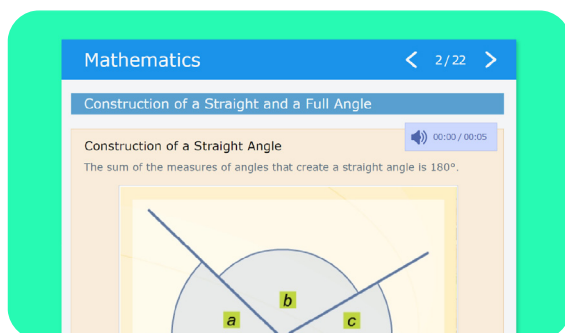 Mathematics
2/22
Construction of a Straight and a Full Angle
00:00/00:05
Construction of a Straight Angle
The sum of the measures of angles that create a straight angle is 180°.
b
a
c